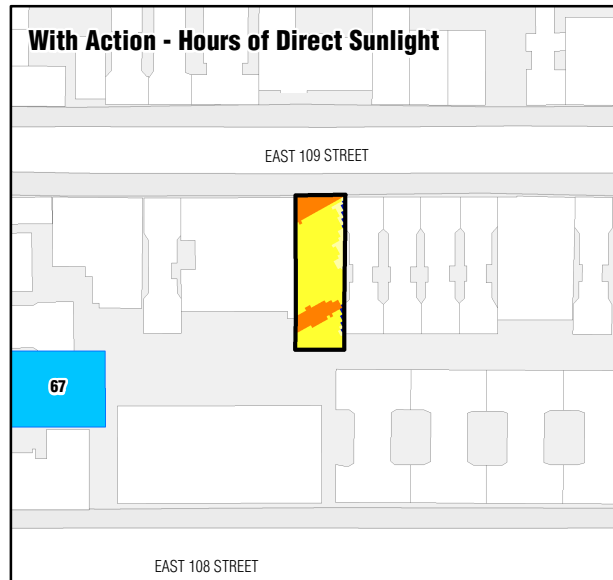 With Action - Hours of Direct Sunlight
EAST 109 STREET
67
EAST 108 STREET